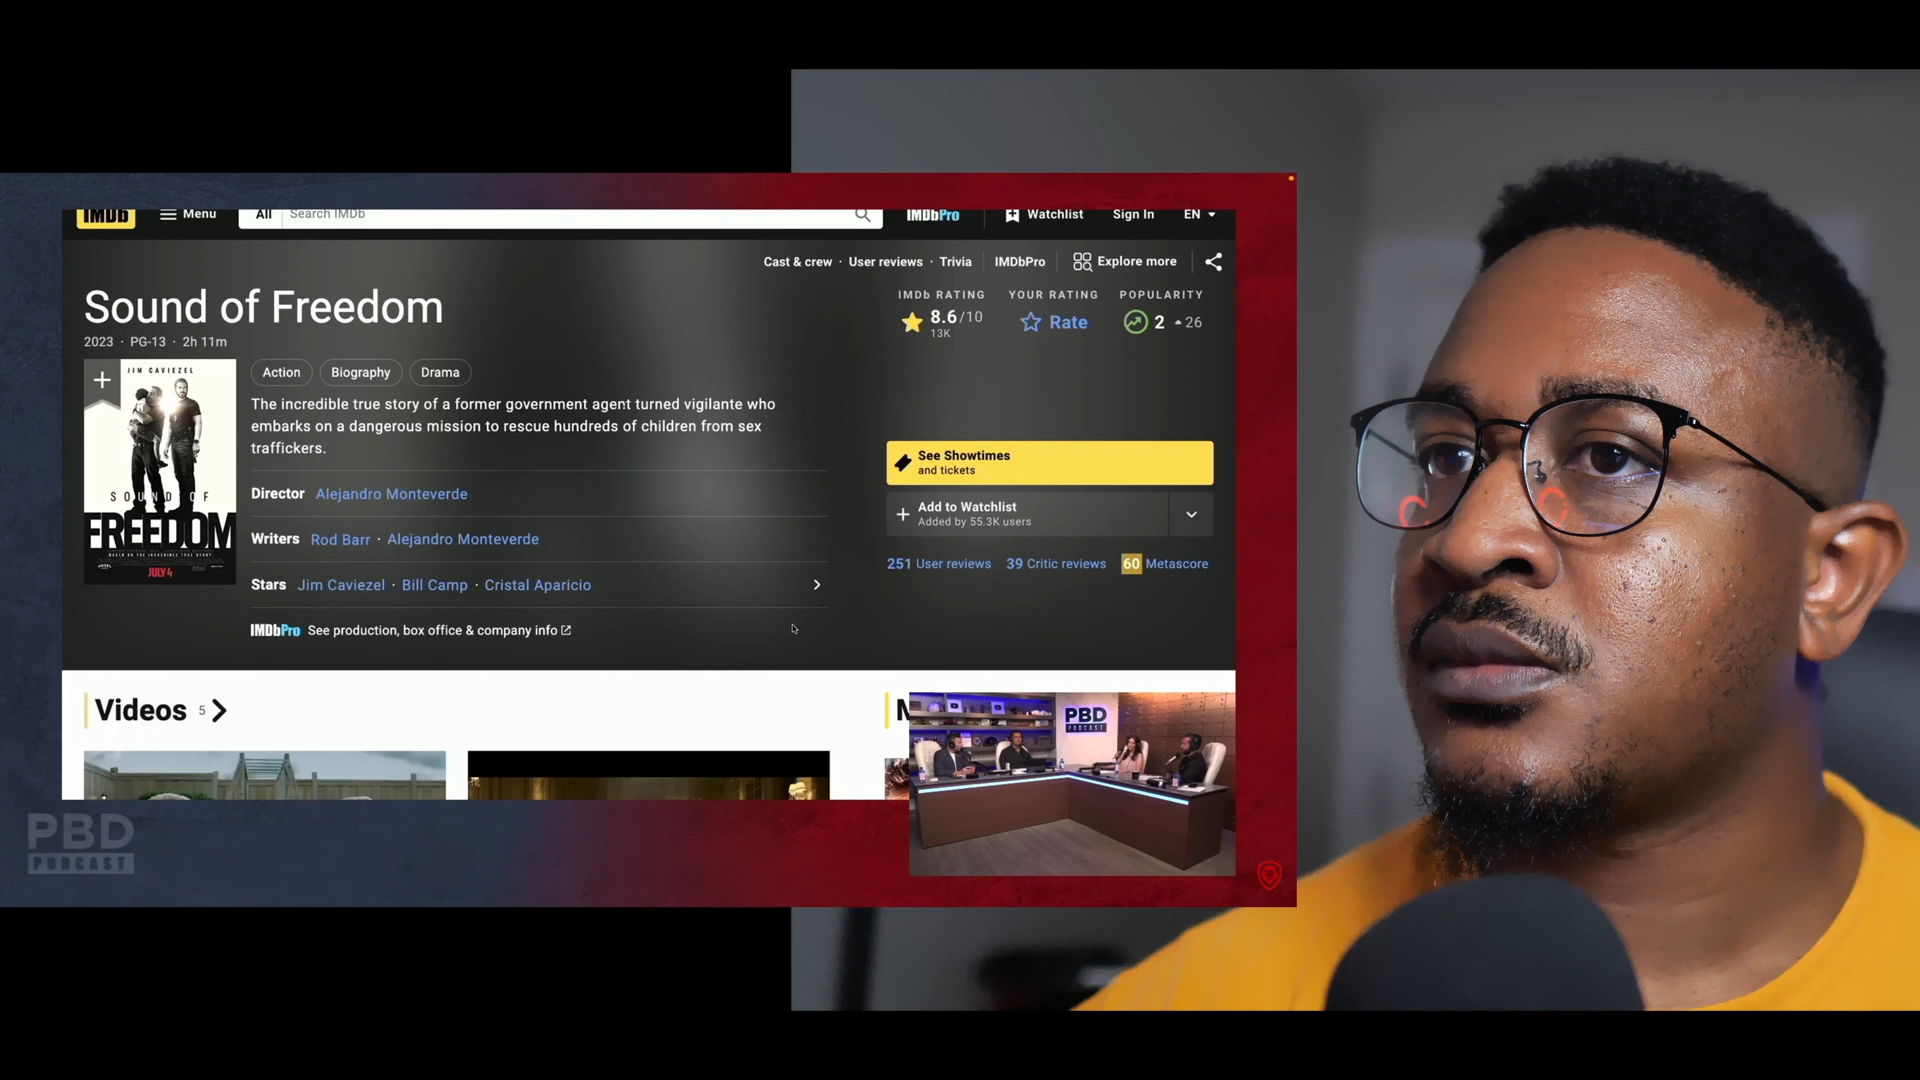 IMDb
Menu
All
Search IMDb
IMDbPro
Watchlist
Sign In
EN
Cast & crew · User reviews · Trivia
IMDbPro
Explore more
Sound of Freedom
2023 · PG-13 · 2h 11m
IMDb RATING
8.6/10
13K
YOUR RATING
Rate
POPULARITY
2
26
JIM CAVIEZEL
SOUND OF
FREEDOM
BASED ON THE INCREDIBLE TRUE STORY
JULY 4
Action
Biography
Drama
The incredible true story of a former government agent turned vigilante who
embarks on a dangerous mission to rescue hundreds of children from sex
traffickers.
Director Alejandro Monteverde
Writers Rod Barr · Alejandro Monteverde
Stars Jim Caviezel · Bill Camp · Cristal Aparicio
IMDbPro See production, box office & company info
See Showtimes
and tickets
Add to Watchlist
Added by 55.3K users
251 User reviews
39 Critic reviews
60 Metascore
Videos 5
PBD
PODCAST
PBD
PODCAST